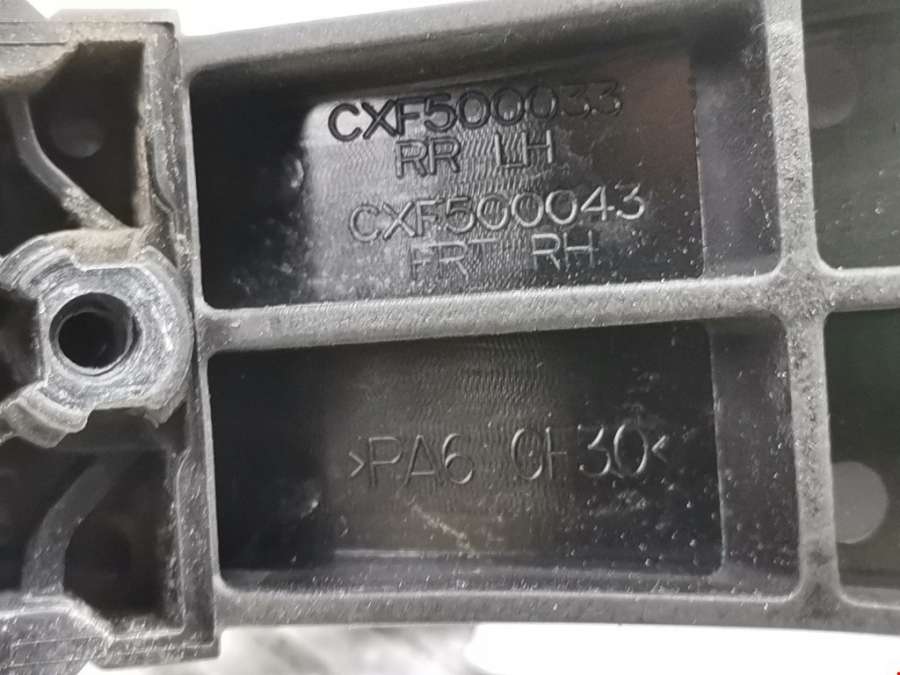 CXF500033
RR LH
CXF500043
FRT RH
>PA6 GF30<